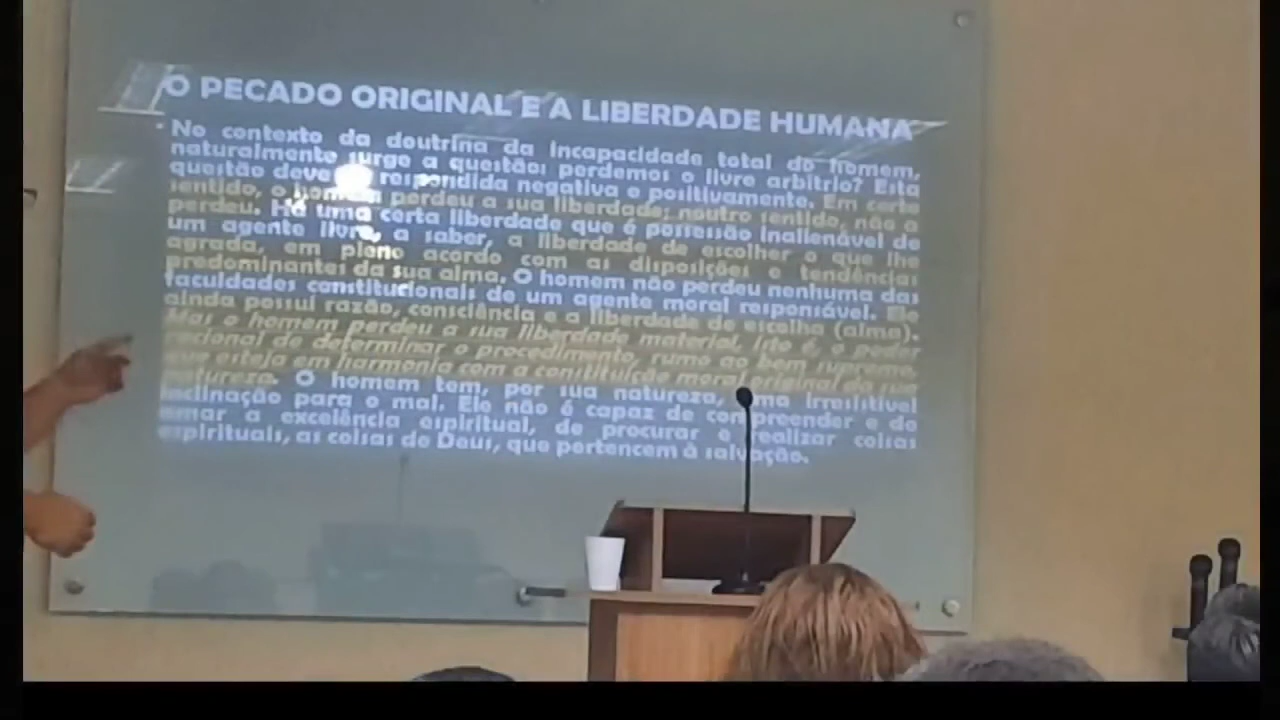 O PECADO ORIGINAL E A LIBERDADE HUMANA
• No contexto da doutrina da incapacidade total do homem,
naturalmente surge a questão: perdemos o livre arbítrio? Esta
questão deve respondida negativa e positivamente. Em certo
sentido, o homem perdeu a sua liberdade; noutro sentido, não a
perdeu. Há uma certa liberdade que é possessão inalienável de
um agente livre, a saber, a liberdade de escolher o que lhe
agrada, em pleno acordo com as disposições e tendências
predominantes da sua alma. O homem não perdeu nenhuma das
faculdades constitucionais de um agente moral responsável. Ele
ainda possui razão, consciência e a liberdade de escolha (alma).
Mas o homem perdeu a sua liberdade material, isto é, o poder
racional de determinar o procedimento, rumo ao bem supremo,
que esteja em harmonia com a constituição moral original da sua
natureza. O homem tem, por sua natureza, uma irresistível
inclinação para o mal. Ele não é capaz de compreender e de
amar a excelência espiritual, de procurar e realizar coisas
espirituais, as coisas de Deus, que pertencem à salvação.